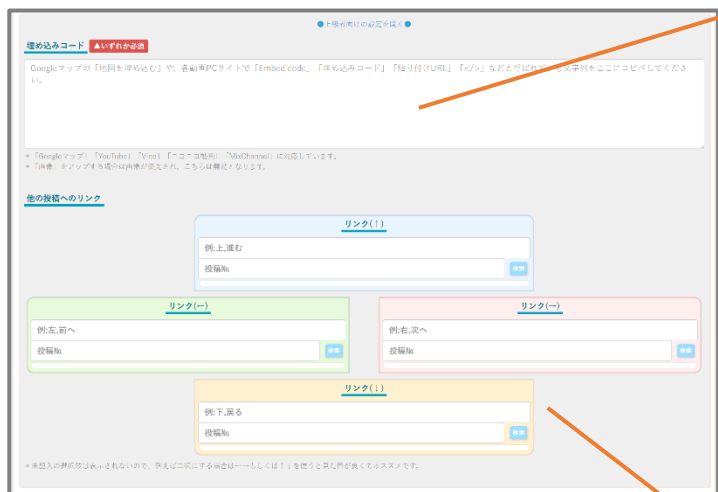 ●上級者向けの設定を開く●
埋め込みコード ▲いずれか必須
Googleマップの「地図を埋め込む」や、各動画PCサイトで「Embed code」「埋め込みコード」「貼り付けURL」「</>」などと呼ばれている文字列をここにコピペしてくださ
い。
*「Googleマップ」「YouTube」「Vine」「ニコニコ動画」「MixChannel」に対応しています。
*「画像」をアップする場合は画像が優先され、こちらは無効となります。
他の投稿へのリンク
リンク(↑)
例:上,進む
投稿№ 検索
リンク(←) リンク(→)
例:左,前へ 例:右,次へ
投稿№ 検索 投稿№ 検索
リンク(↓)
例:下,戻る
投稿№ 検索
*未記入の選択肢は表示されないので、例えば二択にする場合は←→もしくは↑↓を使うと見た目が良くてオススメです。